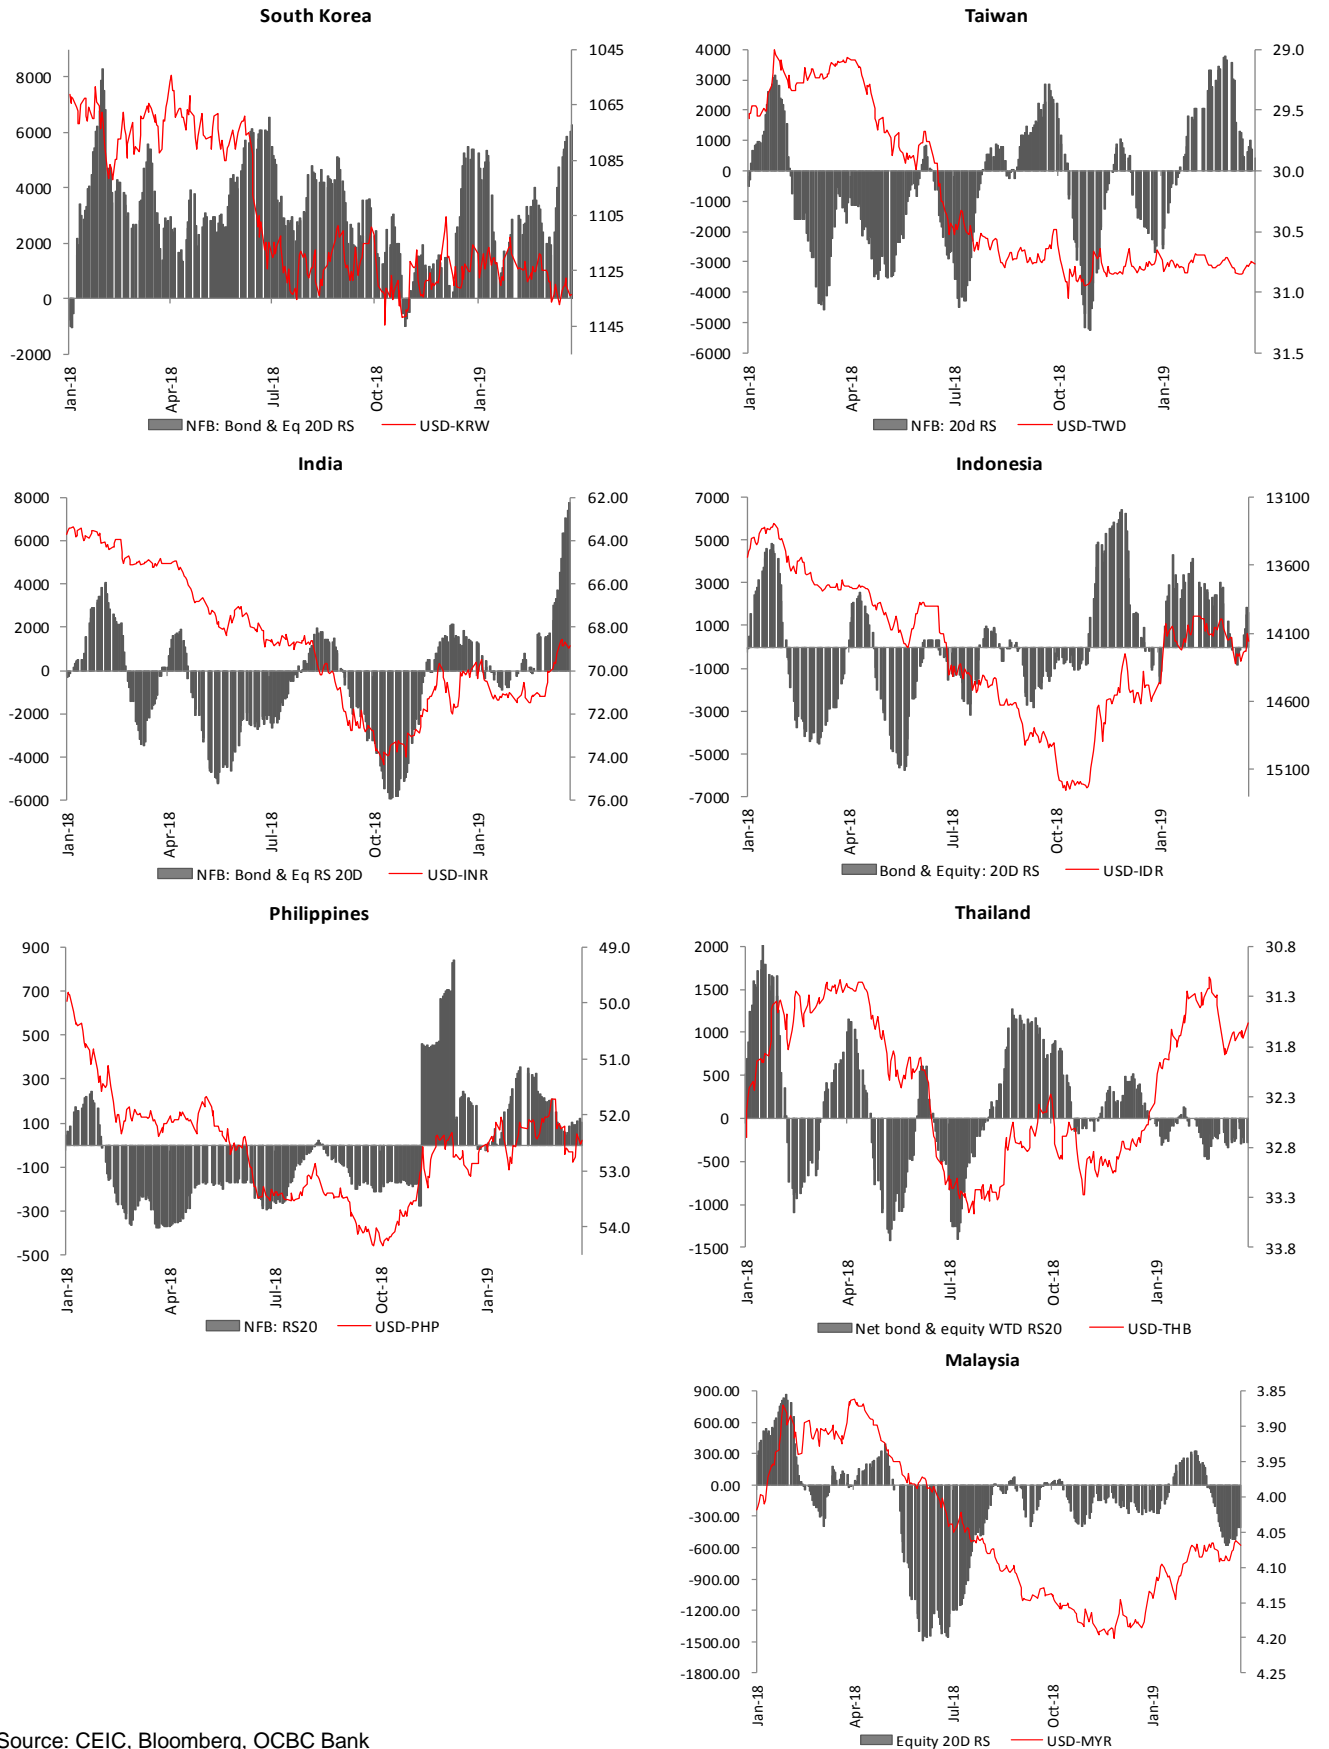 South Korea
8000
6000
4000
2000
0
-2000
1045
1065
1085
1105
1125
1145
Jan-18
Apr-18
Jul-18
Oct-18
Jan-19
NFB: Bond & Eq 20D RS
USD-KRW
Taiwan
4000
3000
2000
1000
0
-1000
-2000
-3000
-4000
-5000
-6000
29.0
29.5
30.0
30.5
31.0
31.5
Jan-18
Apr-18
Jul-18
Oct-18
Jan-19
NFB: 20d RS
USD-TWD
India
8000
6000
4000
2000
0
-2000
-4000
-6000
62.00
64.00
66.00
68.00
70.00
72.00
74.00
76.00
Jan-18
Apr-18
Jul-18
Oct-18
Jan-19
NFB: Bond & Eq RS 20D
USD-INR
Indonesia
7000
5000
3000
1000
-1000
-3000
-5000
-7000
13100
13600
14100
14600
15100
Jan-18
Apr-18
Jul-18
Oct-18
Jan-19
Bond & Equity: 20D RS
USD-IDR
Philippines
900
700
500
300
100
-100
-300
-500
49.0
50.0
51.0
52.0
53.0
54.0
Jan-18
Apr-18
Jul-18
Oct-18
Jan-19
NFB: RS20
USD-PHP
Thailand
2000
1500
1000
500
0
-500
-1000
-1500
30.8
31.3
31.8
32.3
32.8
33.3
33.8
Jan-18
Apr-18
Jul-18
Oct-18
Jan-19
Net bond & equity WTD RS20
USD-THB
Malaysia
900.00
600.00
300.00
0.00
-300.00
-600.00
-900.00
-1200.00
-1500.00
-1800.00
3.85
3.90
3.95
4.00
4.05
4.10
4.15
4.20
4.25
Jan-18
Apr-18
Jul-18
Oct-18
Jan-19
Equity 20D RS
USD-MYR
Source: CEIC, Bloomberg, OCBC Bank